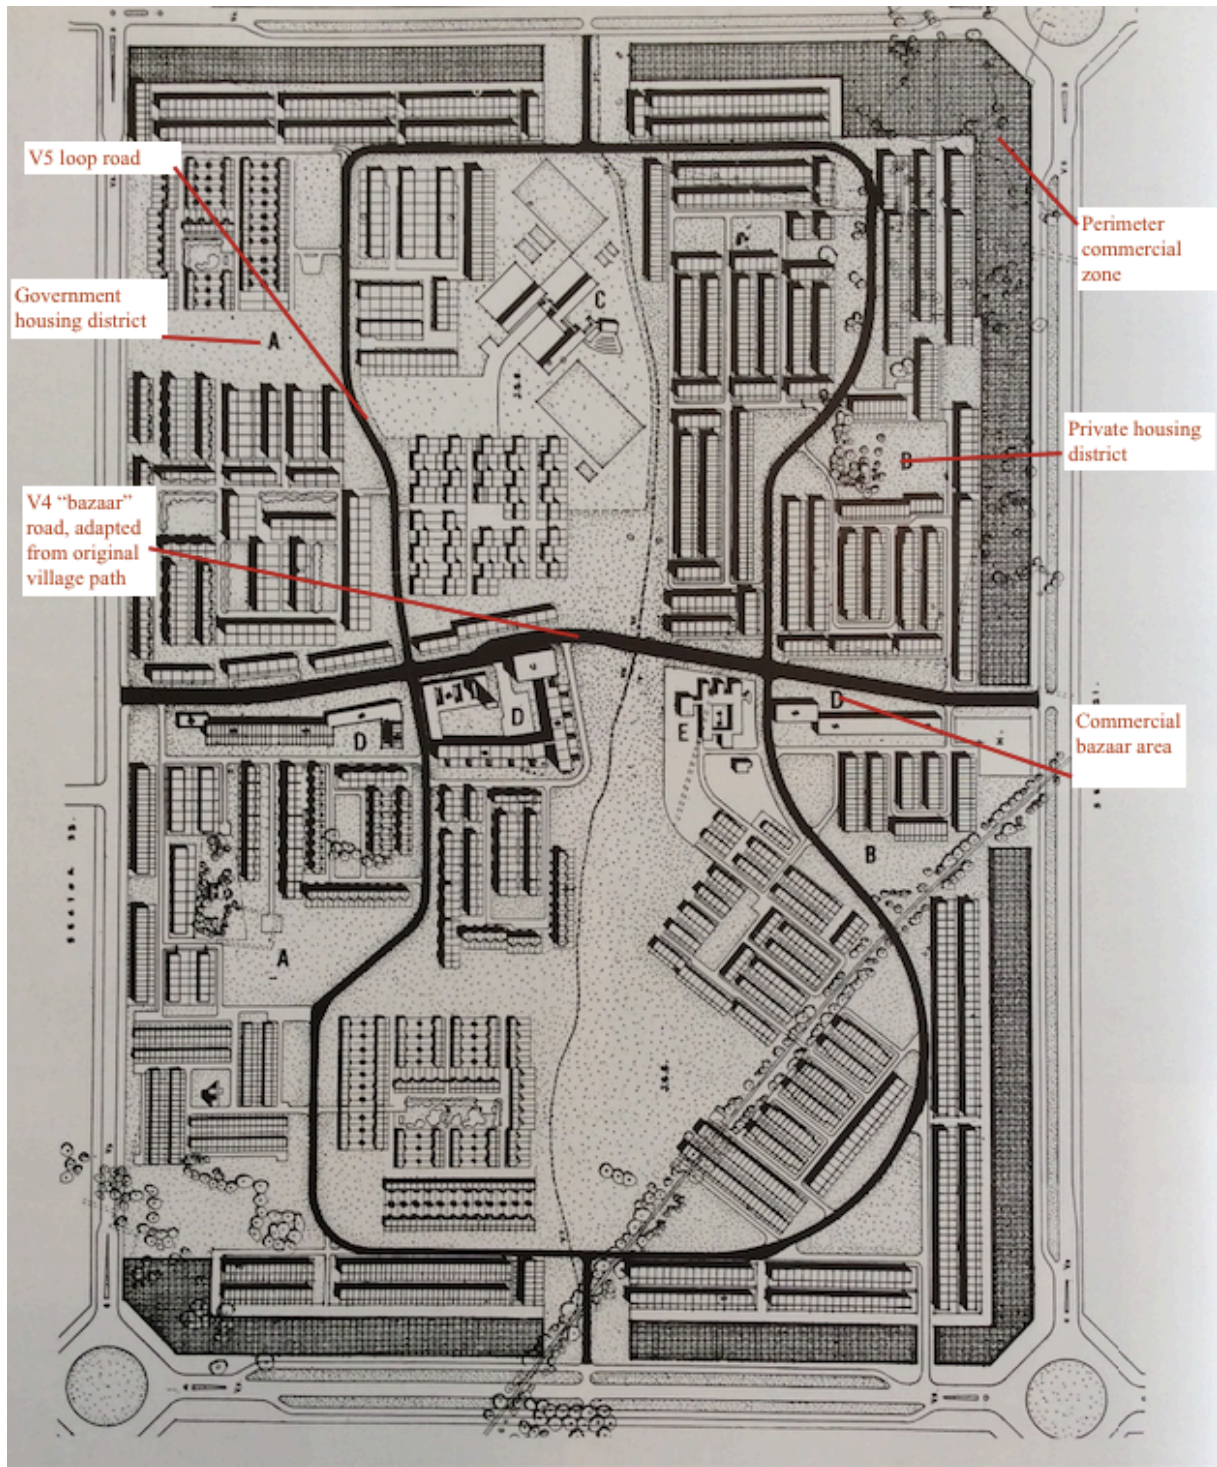 V5 loop road
Government
housing district
A
V4 “bazaar”
road, adapted
from original
village path
C
Perimeter
commercial
zone
Private housing
district
B
D
D
E
D
Commercial
bazaar area
B
A